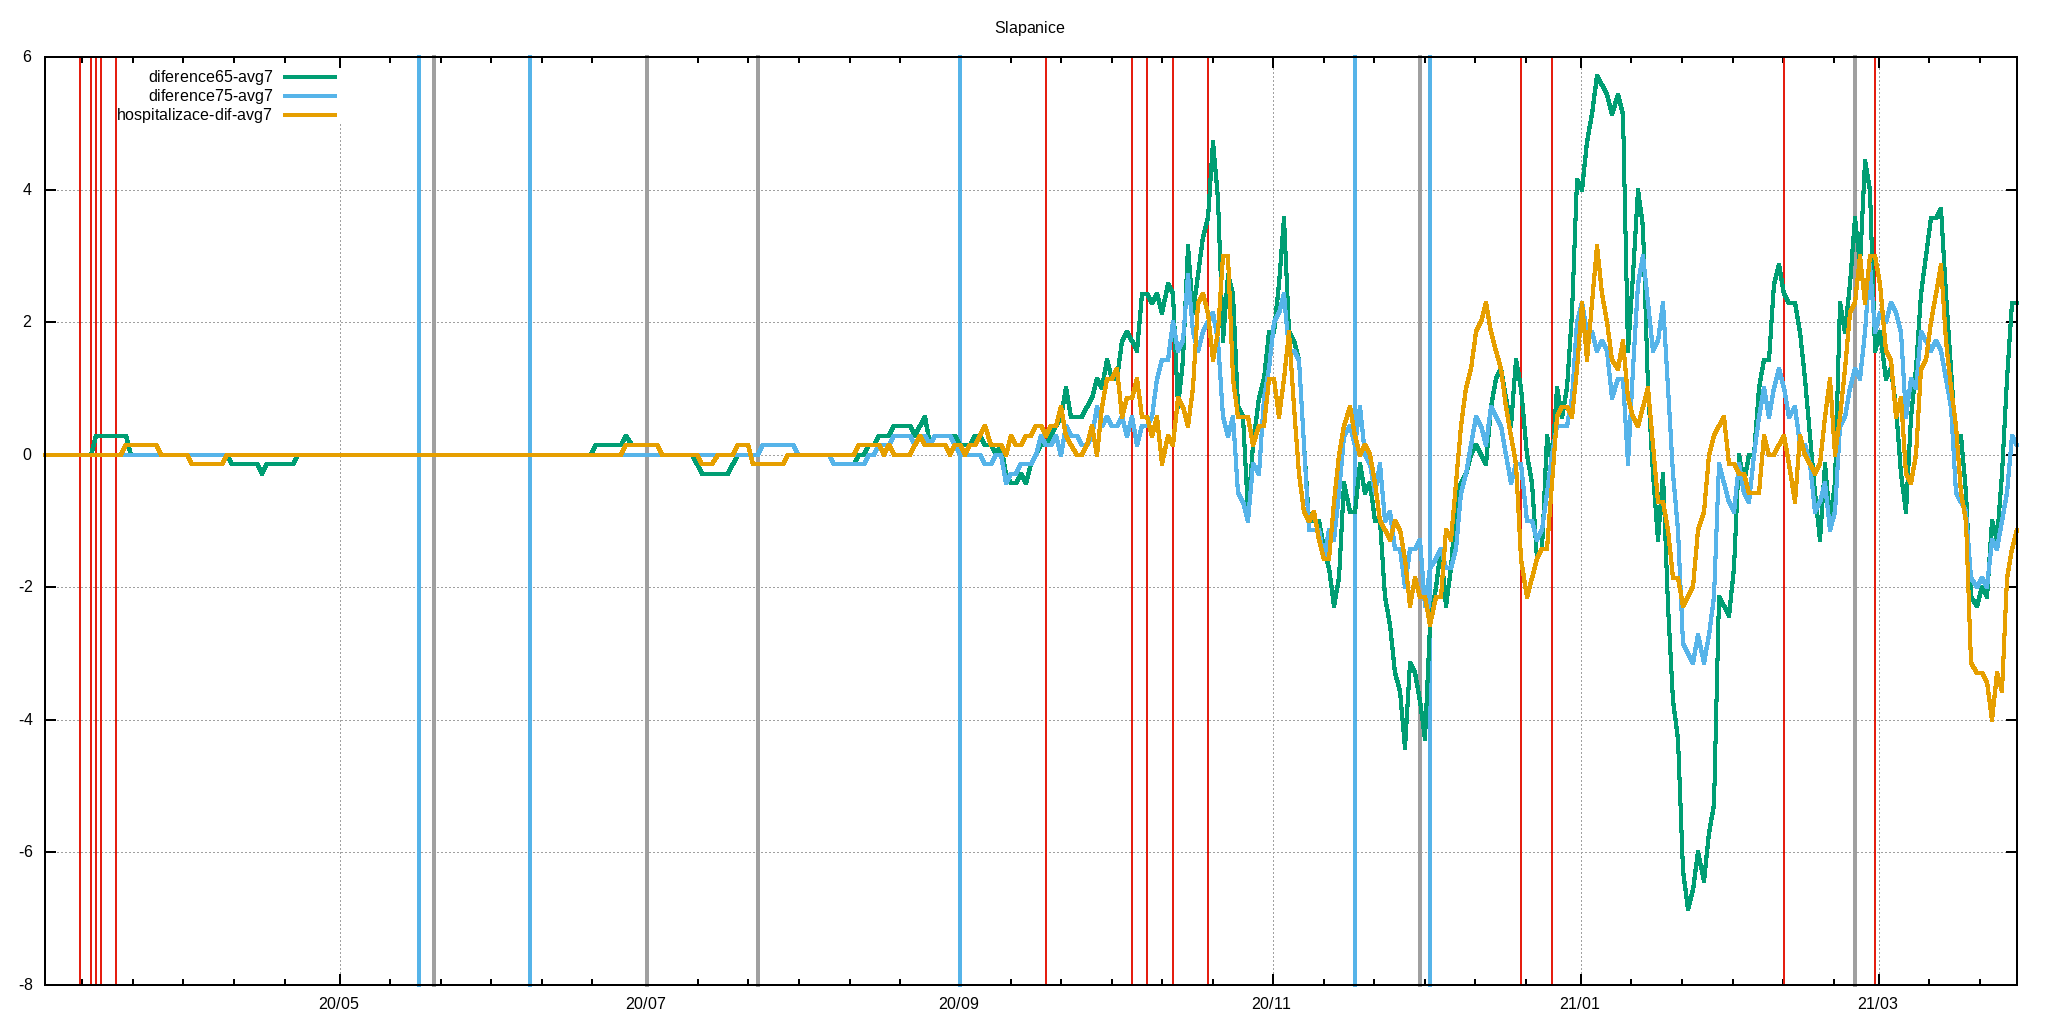 Slapanice
6
diference65-avg7
diference75-avg7
hospitalizace-dif-avg7
4
2
0
-2
-4
-6
-8
20/05 20/07 20/09 20/11 21/01 21/03